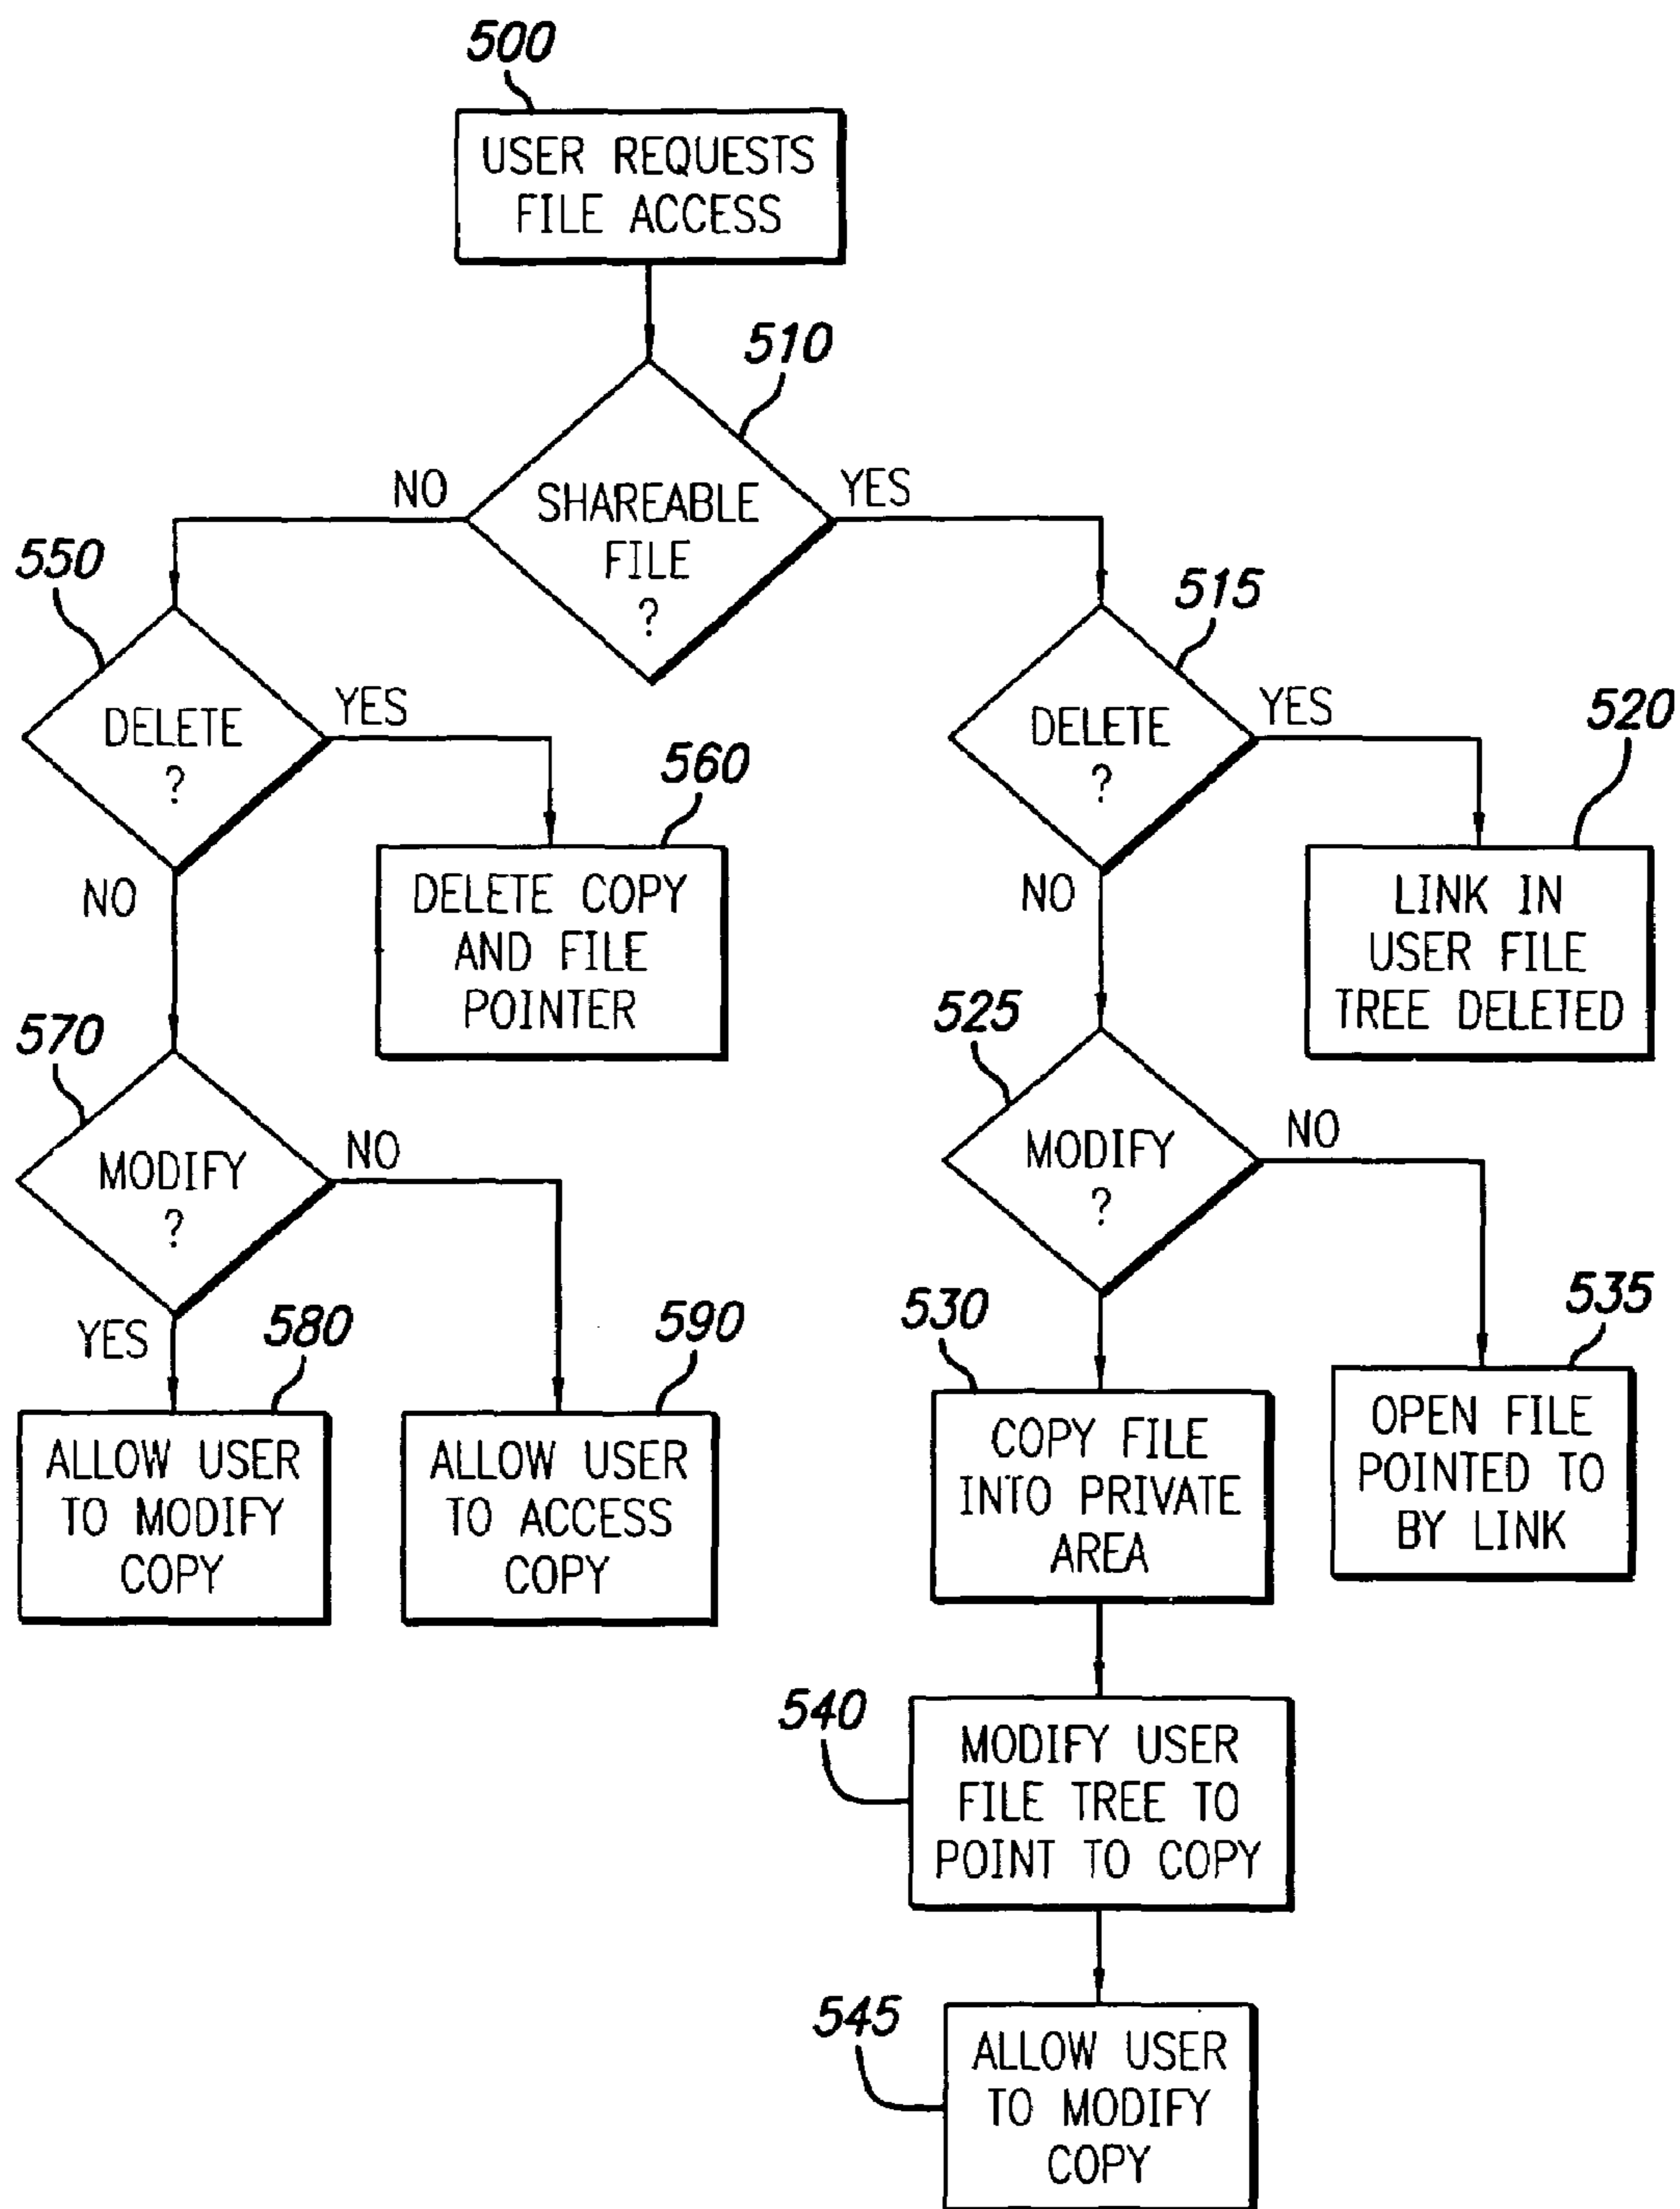 500
USER REQUESTS
FILE ACCESS
510
SHAREABLE
FILE
?
NO
YES
550
DELETE
?
YES
NO
560
DELETE COPY
AND FILE
POINTER
515
DELETE
?
YES
NO
520
LINK IN
USER FILE
TREE DELETED
570
MODIFY
?
NO
YES
580
ALLOW USER
TO MODIFY
COPY
590
ALLOW USER
TO ACCESS
COPY
525
MODIFY
?
NO
530
COPY FILE
INTO PRIVATE
AREA
535
OPEN FILE
POINTED TO
BY LINK
540
MODIFY USER
FILE TREE TO
POINT TO COPY
545
ALLOW USER
TO MODIFY
COPY